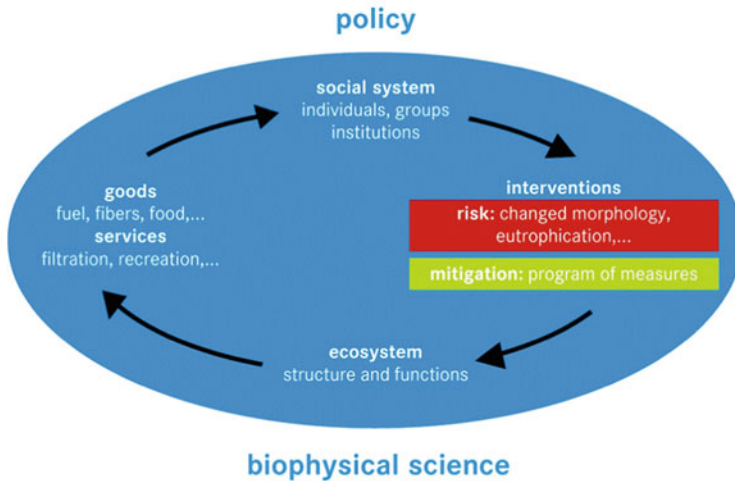 policy
social system
individuals, groups
institutions
goods
fuel, fibers, food,...
services
filtration, recreation,...
interventions
risk: changed morphology,
eutrophication,...
mitigation: program of measures
ecosystem
structure and functions
biophysical science